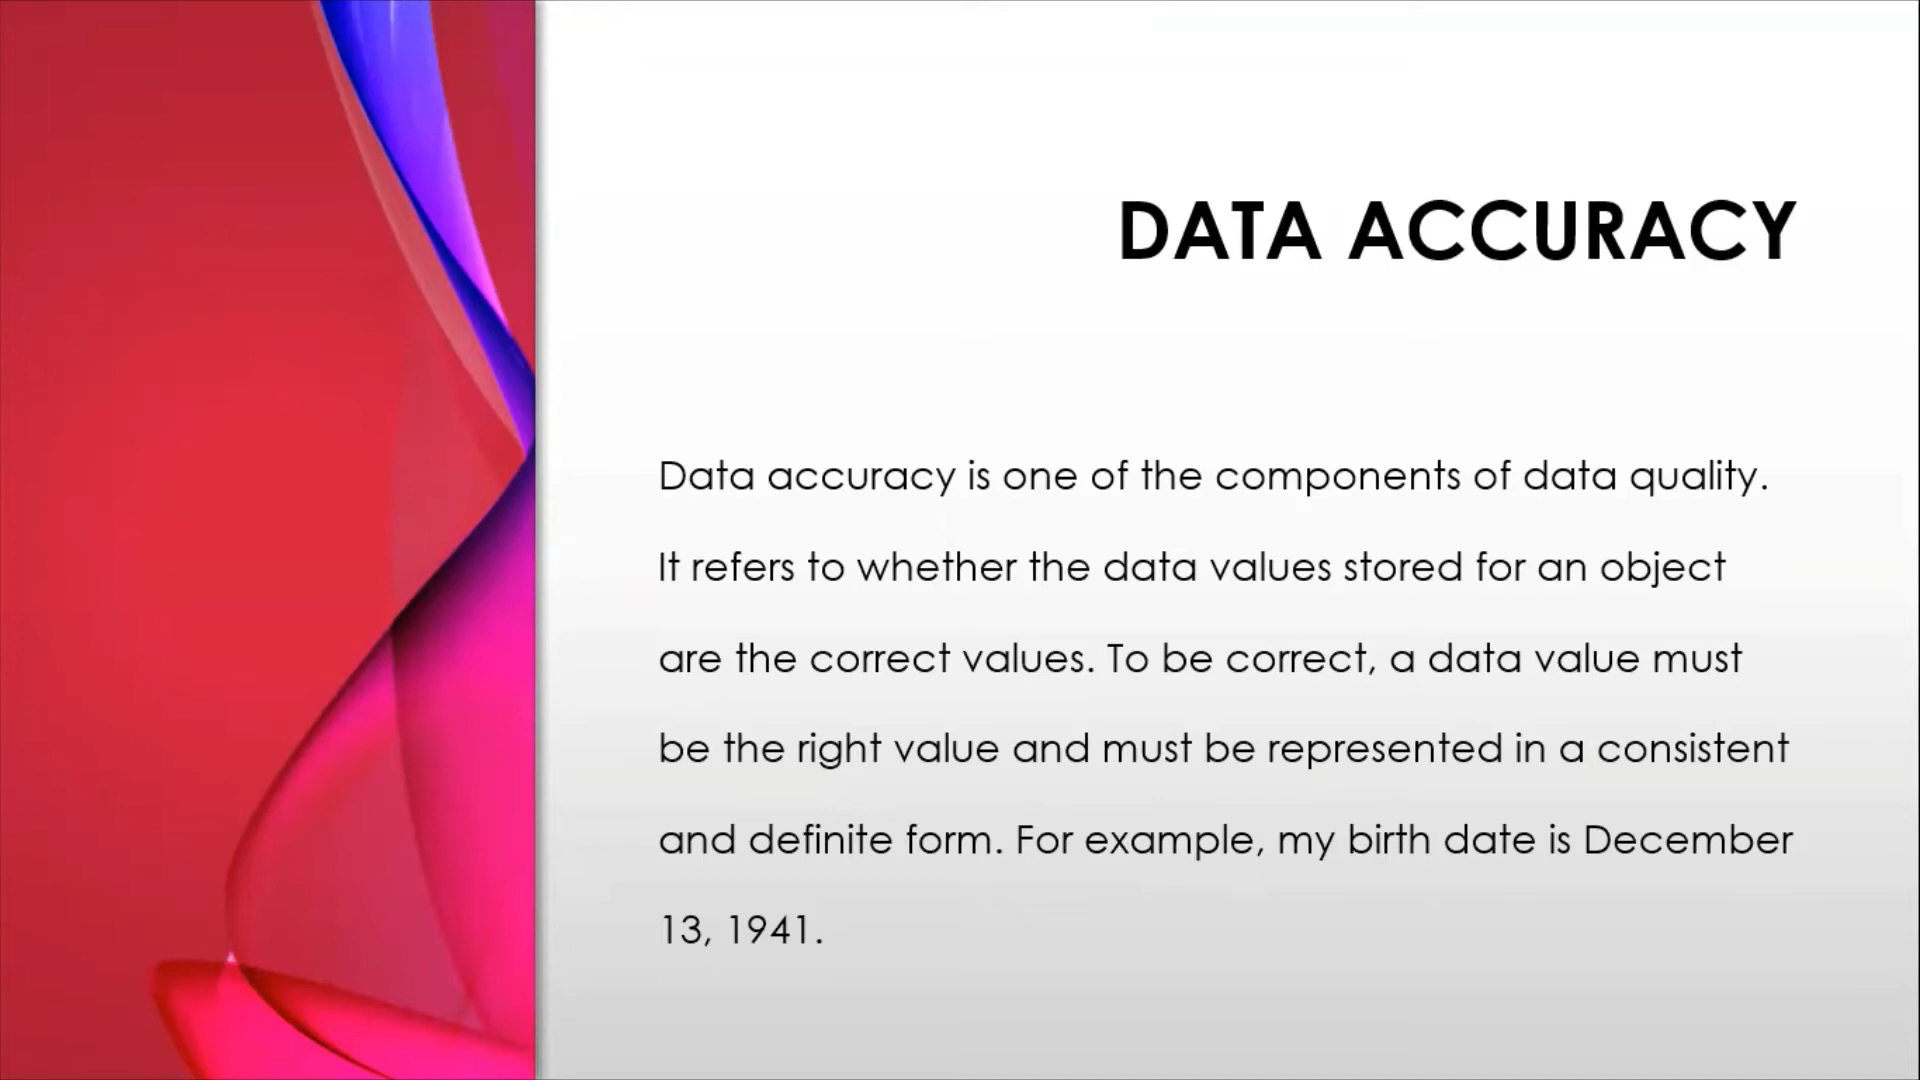 DATA ACCURACY
Data accuracy is one of the components of data quality.
It refers to whether the data values stored for an object
are the correct values. To be correct, a data value must
be the right value and must be represented in a consistent
and definite form. For example, my birth date is December
13, 1941.